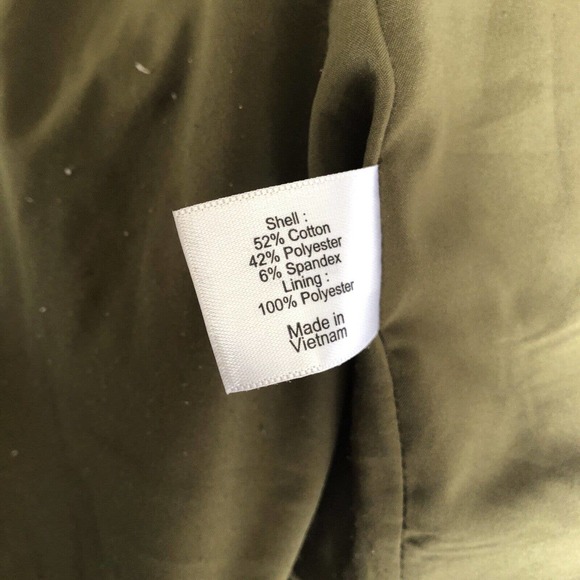 Shell :
52% Cotton
42% Polyester
6% Spandex
Lining :
100% Polyester
Made in
Vietnam